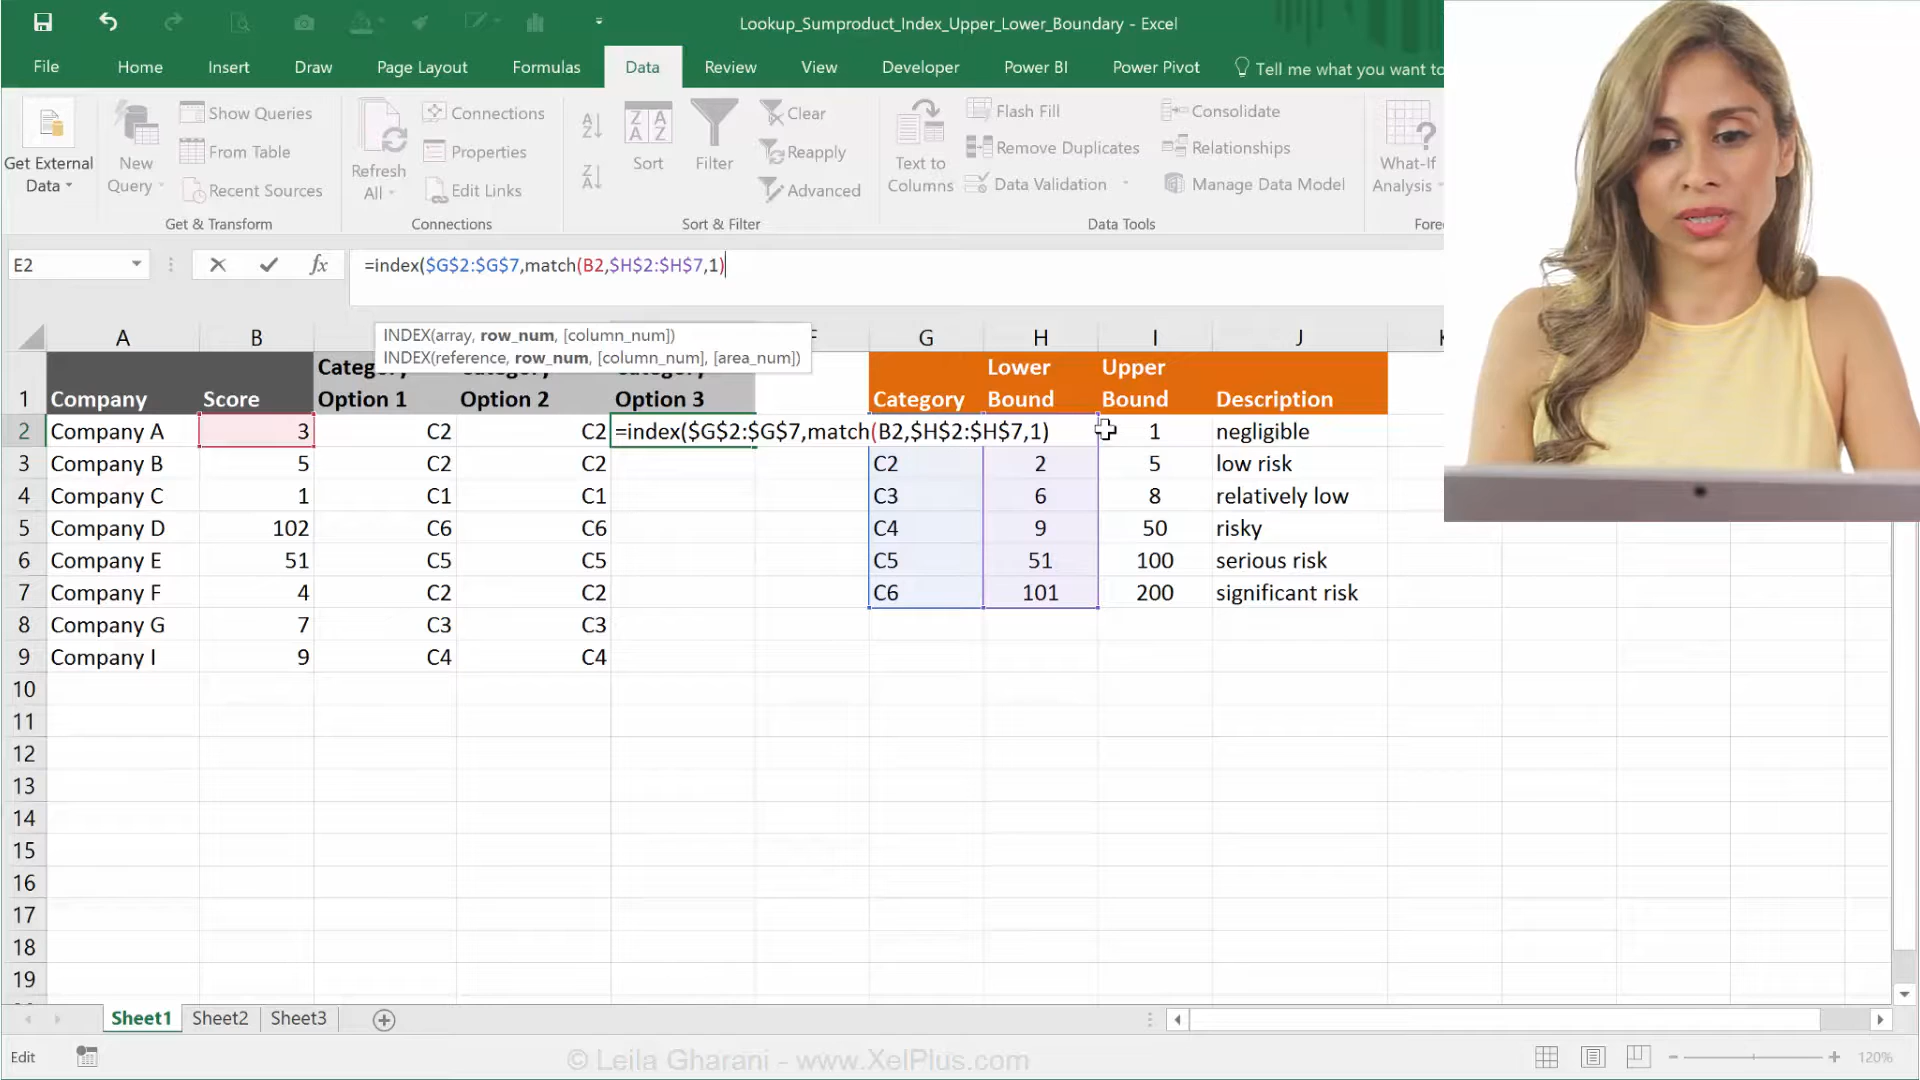 Lookup_Sumproduct_Index_Upper_Lower_Boundary - Excel
File Home Insert Draw Page Layout Formulas Data Review View Developer Power BI Power Pivot Tell me what you want to
Get External Data
New Query
Show Queries
From Table
Recent Sources
Get & Transform
Refresh All
Connections
Properties
Edit Links
Connections
A Z
Z A
Z A A Z
Sort
Filter
Clear
Reapply
Advanced
Sort & Filter
Text to Columns
Flash Fill
Remove Duplicates
Data Validation
Consolidate
Relationships
Manage Data Model
Data Tools
What-If Analysis
Fore
E2 fx =index($G$2:$G$7,match(B2,$H$2:$H$7,1)
INDEX(array, row_num, [column_num])
INDEX(reference, row_num, [column_num], [area_num])
A B G H I J
1 Company Score Option 1 Option 2 Option 3 Category Lower Bound Upper Bound Description
2 Company A 3 C2 C2 =index($G$2:$G$7,match(B2,$H$2:$H$7,1) 1 negligible
3 Company B 5 C2 C2 C2 2 5 low risk
4 Company C 1 C1 C1 C3 6 8 relatively low
5 Company D 102 C6 C6 C4 9 50 risky
6 Company E 51 C5 C5 C5 51 100 serious risk
7 Company F 4 C2 C2 C6 101 200 significant risk
8 Company G 7 C3 C3
9 Company I 9 C4 C4
10
11
12
13
14
15
16
17
18
19
Sheet1 Sheet2 Sheet3
Edit © Leila Gharani - www.XelPlus.com 120%